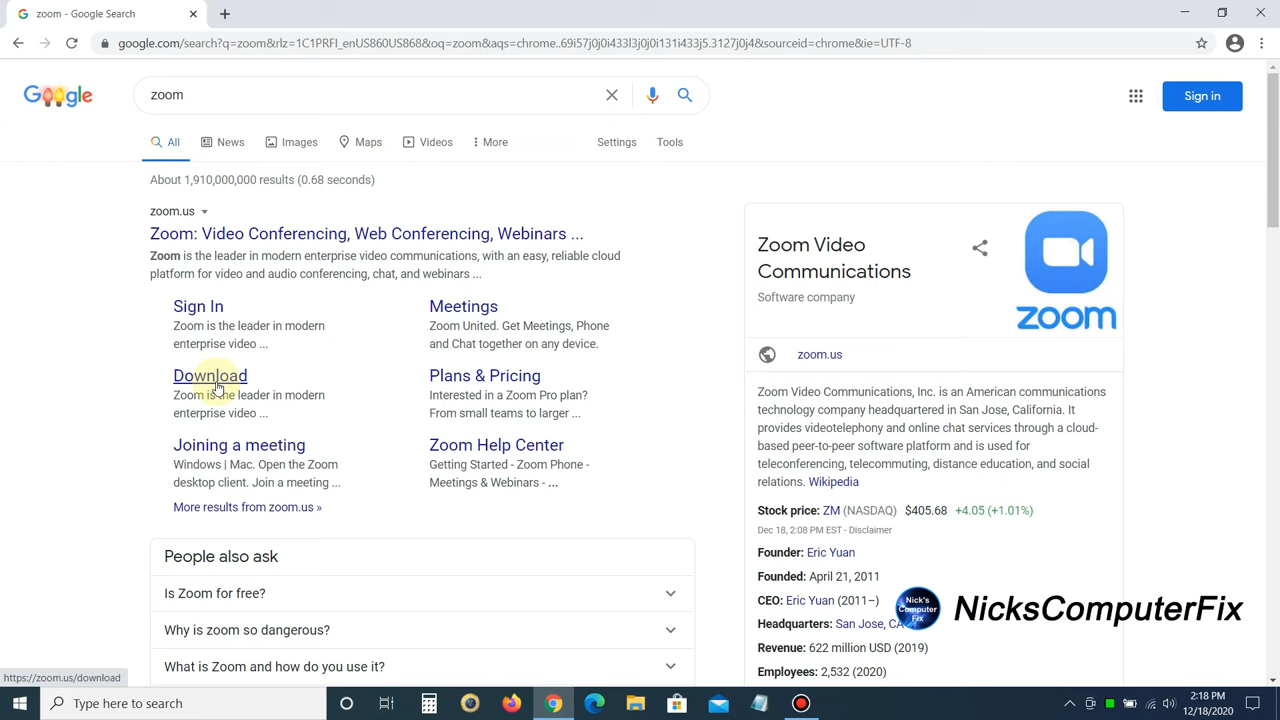 zoom - Google Search
google.com/search?q=zoom&rlz=1C1PRFI_enUS860US868&oq=zoom&aqs=chrome..69i57j0j0i433l3j0j0i131i433j5.3127j0j4&sourceid=chrome&ie=UTF-8
Google
zoom
Sign in
All
News
Images
Maps
Videos
More
Settings
Tools
About 1,910,000,000 results (0.68 seconds)
zoom.us
Zoom: Video Conferencing, Web Conferencing, Webinars ...
Zoom is the leader in modern enterprise video communications, with an easy, reliable cloud
platform for video and audio conferencing, chat, and webinars ...
Sign In
Zoom is the leader in modern
enterprise video ...
Meetings
Zoom United. Get Meetings, Phone
and Chat together on any device.
Download
Zoom is the leader in modern
enterprise video ...
Plans & Pricing
Interested in a Zoom Pro plan?
From small teams to larger ...
Joining a meeting
Windows | Mac. Open the Zoom
desktop client. Join a meeting ...
Zoom Help Center
Getting Started - Zoom Phone -
Meetings & Webinars - ...
More results from zoom.us »
People also ask
Is Zoom for free?
Why is zoom so dangerous?
What is Zoom and how do you use it?
Zoom Video
Communications
Software company
zoom
zoom.us
Zoom Video Communications, Inc. is an American communications
technology company headquartered in San Jose, California. It
provides videotelephony and online chat services through a cloud-
based peer-to-peer software platform and is used for
teleconferencing, telecommuting, distance education, and social
relations. Wikipedia
Stock price: ZM (NASDAQ) $405.68 +4.05 (+1.01%)
Dec 18, 2:08 PM EST - Disclaimer
Founder: Eric Yuan
Founded: April 21, 2011
CEO: Eric Yuan (2011–)
Headquarters: San Jose, CA
Revenue: 622 million USD (2019)
Employees: 2,532 (2020)
Nick's
Computer
Fix
NicksComputerFix
https://zoom.us/download
Type here to search
2:18 PM
12/18/2020